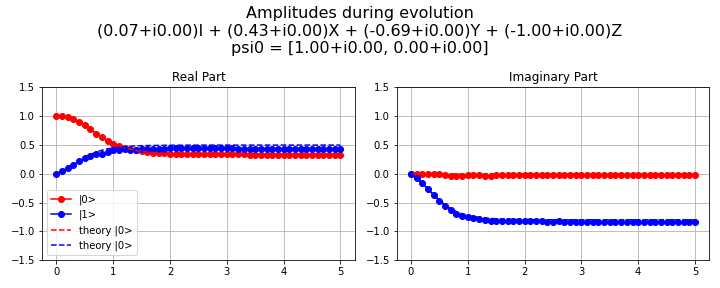 Amplitudes during evolution
(0.07+i0.00)I + (0.43+i0.00)X + (-0.69+i0.00)Y + (-1.00+i0.00)Z
psi0 = [1.00+i0.00, 0.00+i0.00]
Real Part
1.5
1.0
0.5
0.0
−0.5
−1.0
−1.5
0 1 2 3 4 5
|0>
|1>
theory |0>
theory |0>
Imaginary Part
1.5
1.0
0.5
0.0
−0.5
−1.0
−1.5
0 1 2 3 4 5